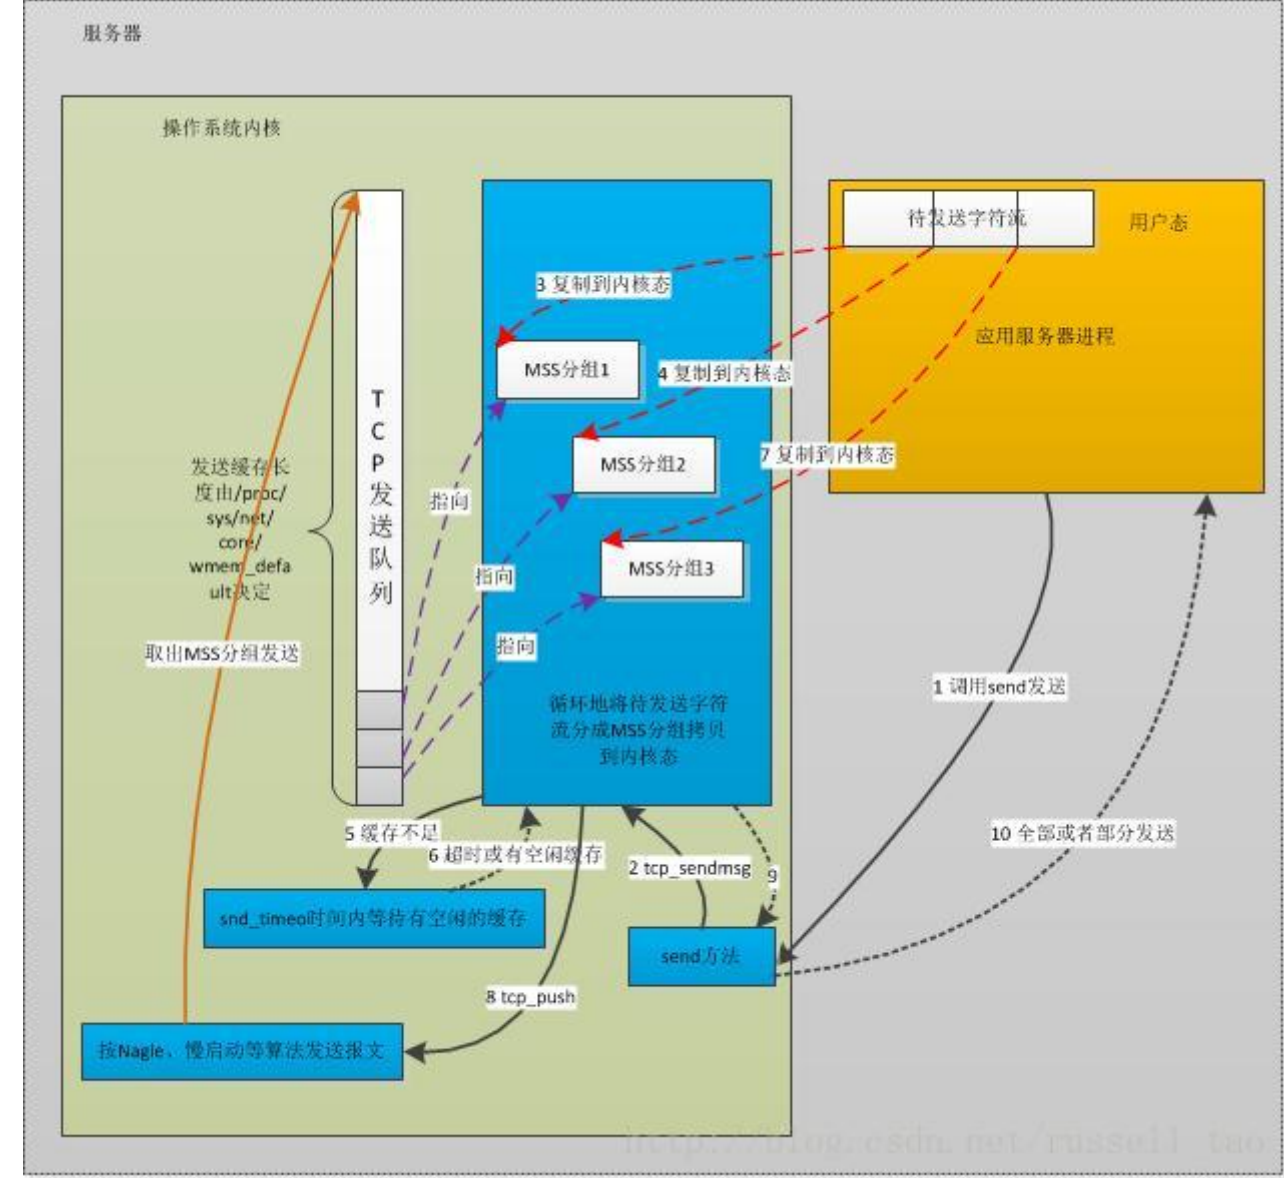 服务器
操作系统内核
待发送字符流
用户态
3 复制到内核态
应用服务器进程
MSS分组1
4 复制到内核态
T
C
P
发
送
队
列
MSS分组2
7 复制到内核态
发送缓存长
度由/proc/
sys/net/
core/
wmem_defa
ult决定
指向
指向
MSS分组3
指向
取出MSS分组发送
1 调用send发送
循环地将待发送字符
流分成MSS分组拷贝
到内核态
5 缓存不足
6 超时或有空闲缓存
2 tcp_sendmsg
9
10 全部或者部分发送
snd_timeo时间内等待有空闲的缓存
send方法
8 tcp_push
按Nagle、慢启动等算法发送报文
http://blog.csdn.net/russell_tao